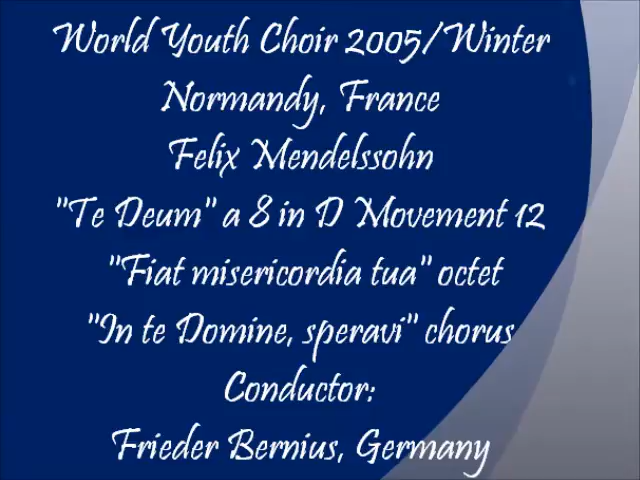 World Youth Choir 2005/Winter
Normandy, France
Felix Mendelssohn
"Te Deum" a 8 in D Movement 12
"Fiat misericordia tua" octet
"In te Domine, speravi" chorus
Conductor:
Frieder Bernius, Germany